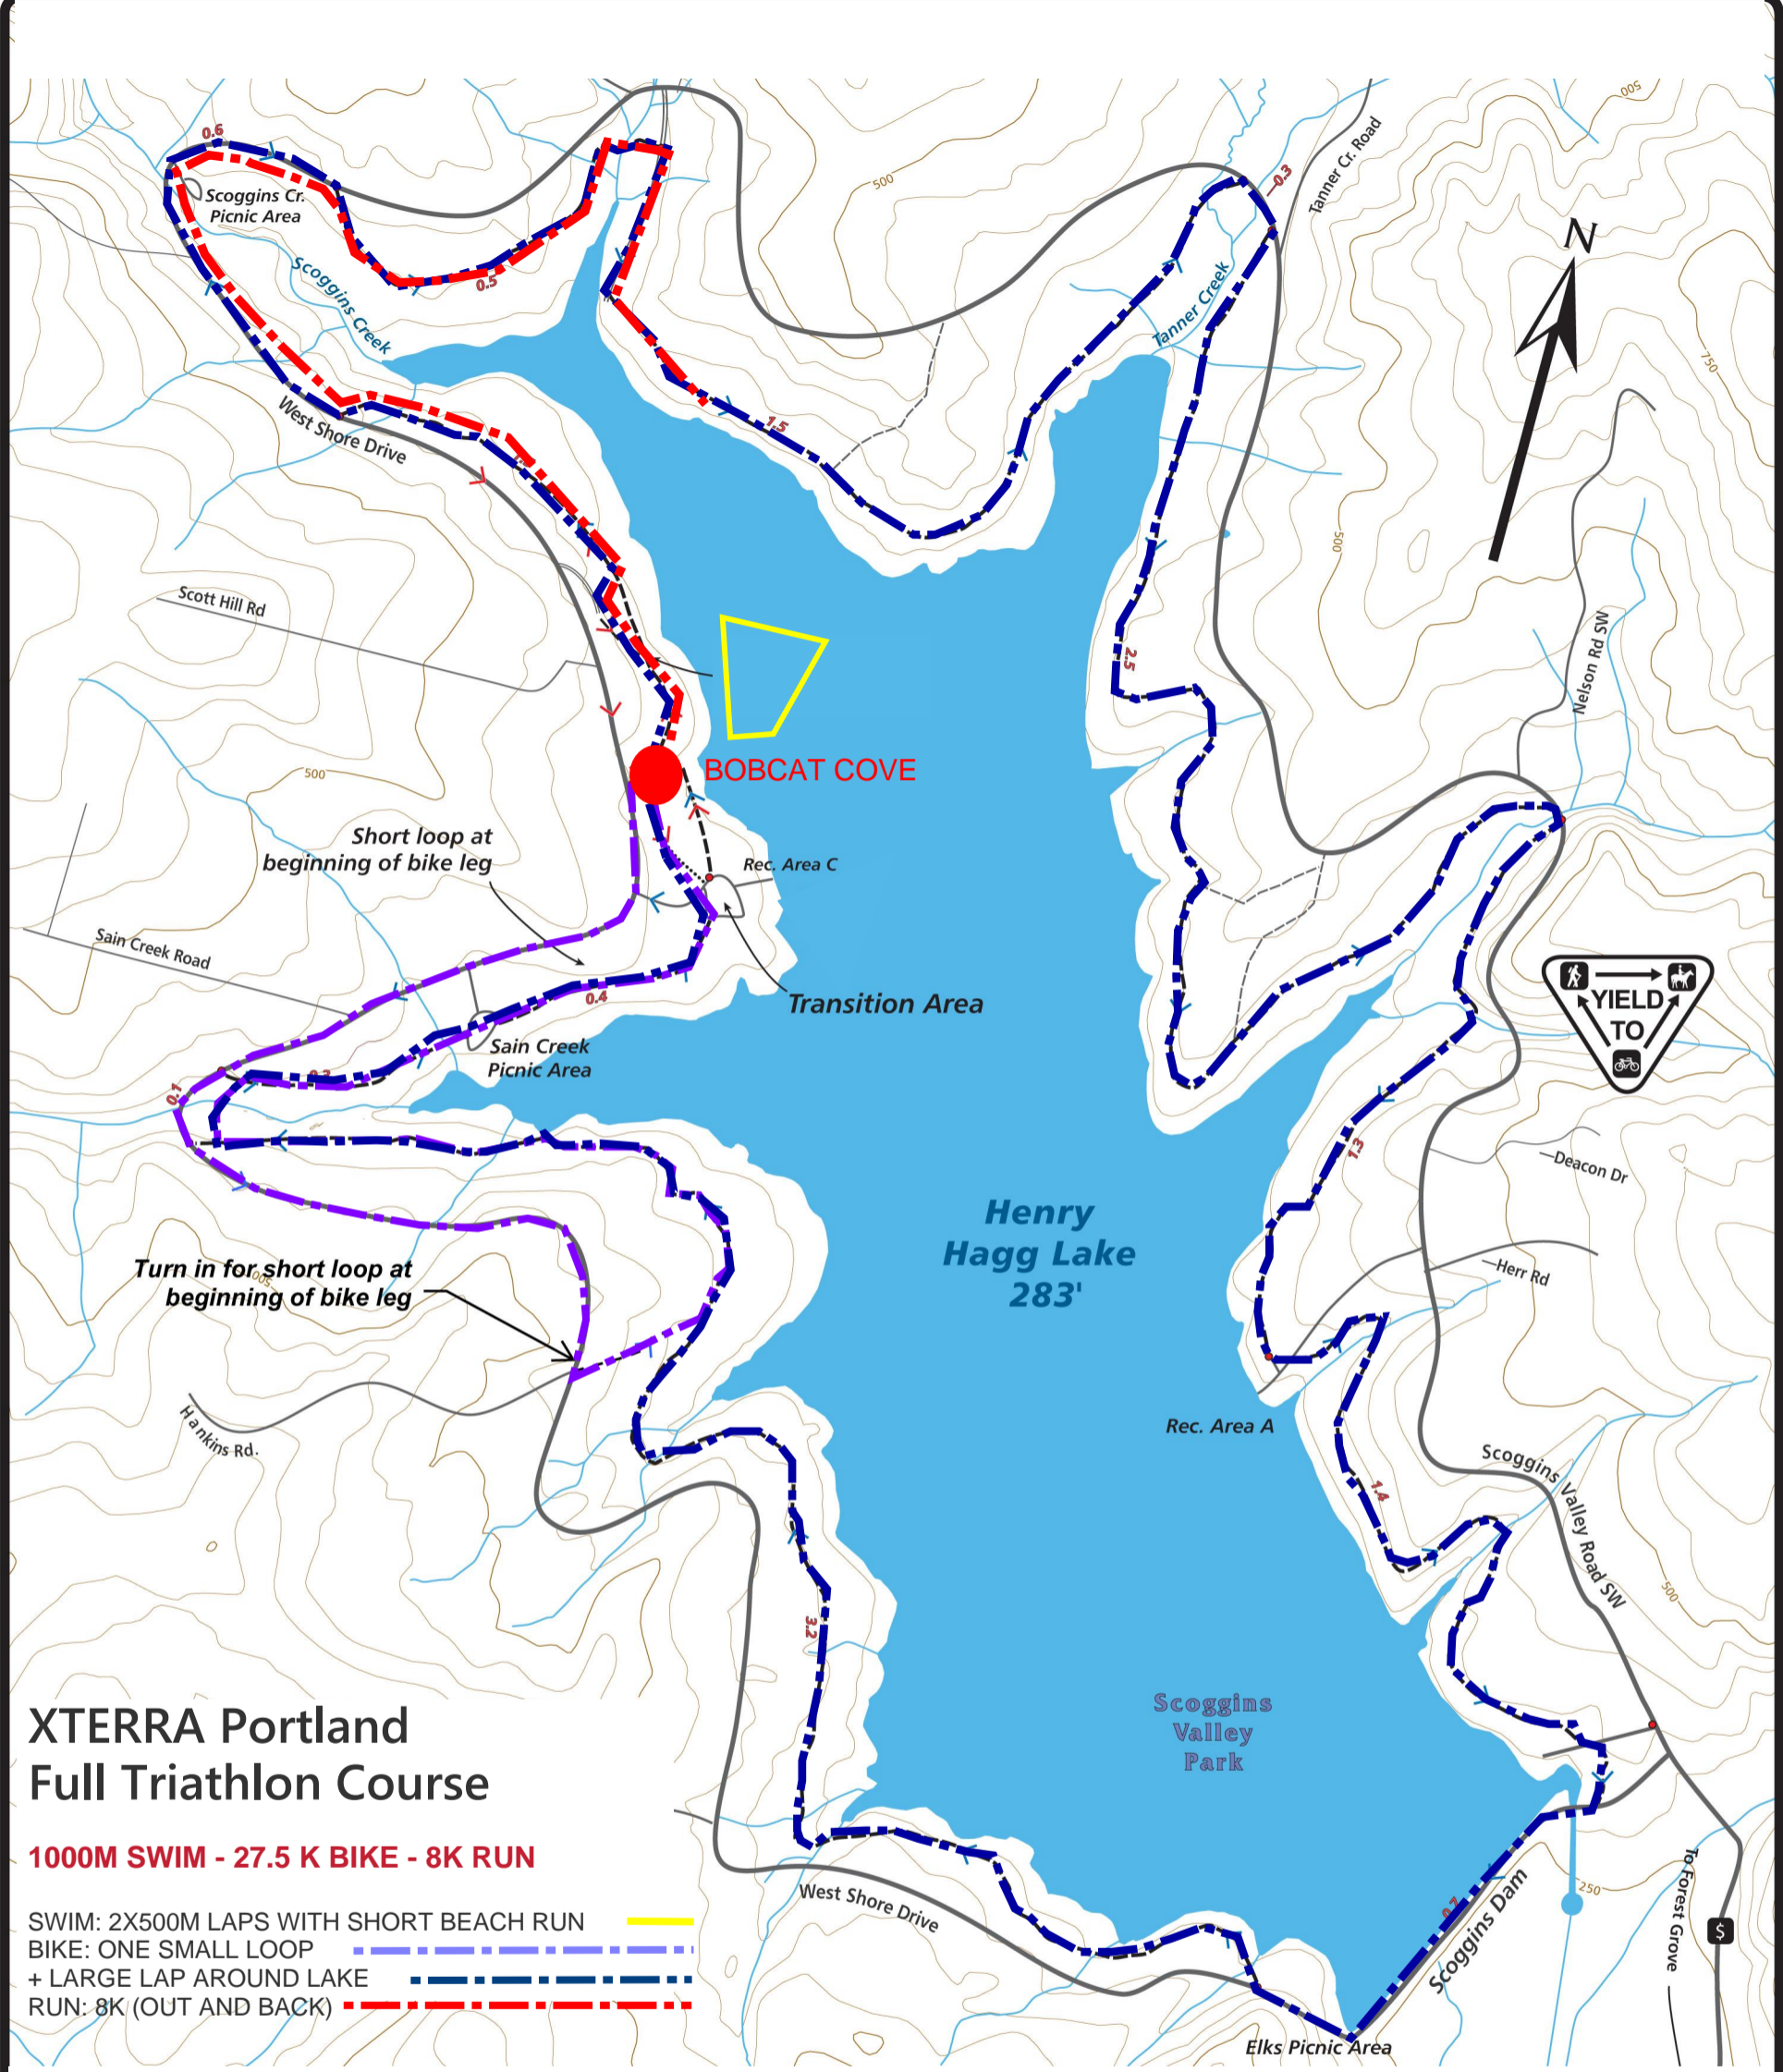 0.6
Scoggins Cr.
Picnic Area
Scoggins Creek
0.5
500
0.3
Tanner Cr. Road
Tanner Creek
N
500
750
West Shore Drive
1.5
500
Scott Hill Rd
2.5
Nelson Rd SW
500
BOBCAT COVE
Short loop at
beginning of bike leg
Rec. Area C
Sain Creek Road
0.4
Transition Area
YIELD
TO
Sain Creek
Picnic Area
0.1
1.3
Deacon Dr
Henry
Hagg Lake
283'
Turn in for short loop at
beginning of bike leg
Herr Rd
Hankins Rd.
Rec. Area A
1.4
Scoggins Valley Road SW
500
3.2
Scoggins
Valley
Park
XTERRA Portland
Full Triathlon Course
1000M SWIM - 27.5 K BIKE - 8K RUN
SWIM: 2X500M LAPS WITH SHORT BEACH RUN
BIKE: ONE SMALL LOOP
+ LARGE LAP AROUND LAKE
RUN: 8K (OUT AND BACK)
West Shore Drive
0.7
Scoggins Dam
250
To Forest Grove
$
Elks Picnic Area